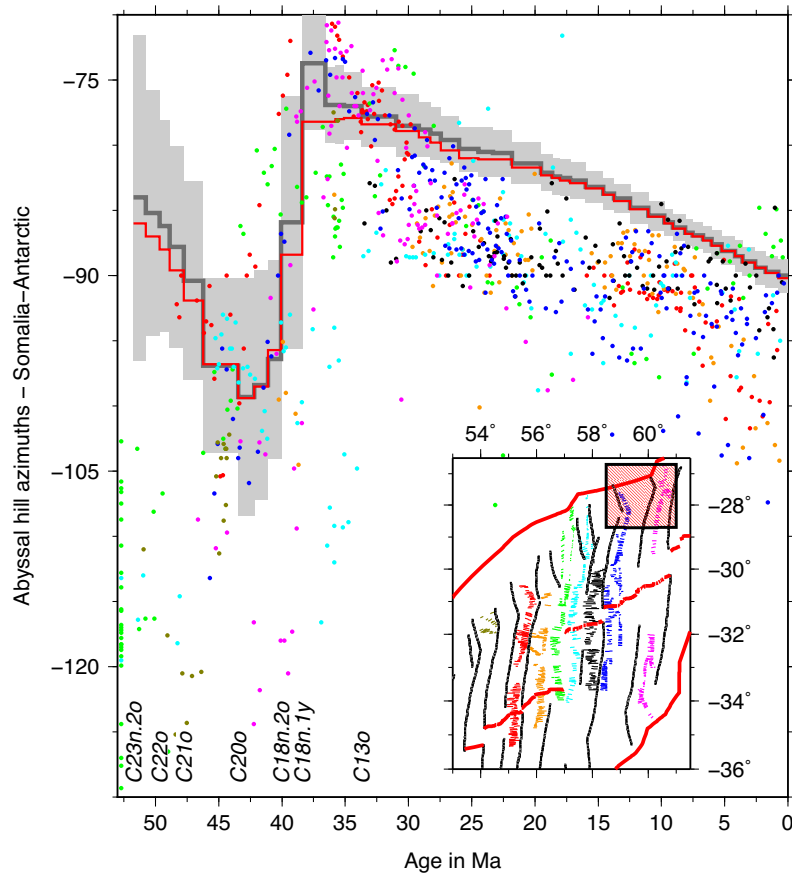 −75
−90
−105
−120
Abyssal hill azimuths − Somalia−Antarctic
C23n.2o
C22o
C21o
C20o
C18n.2o
C18n.1y
C13o
54° 56° 58° 60°
−28°
−30°
−32°
−34°
−36°
50 45 40 35 30 25 20 15 10 5 0
Age in Ma